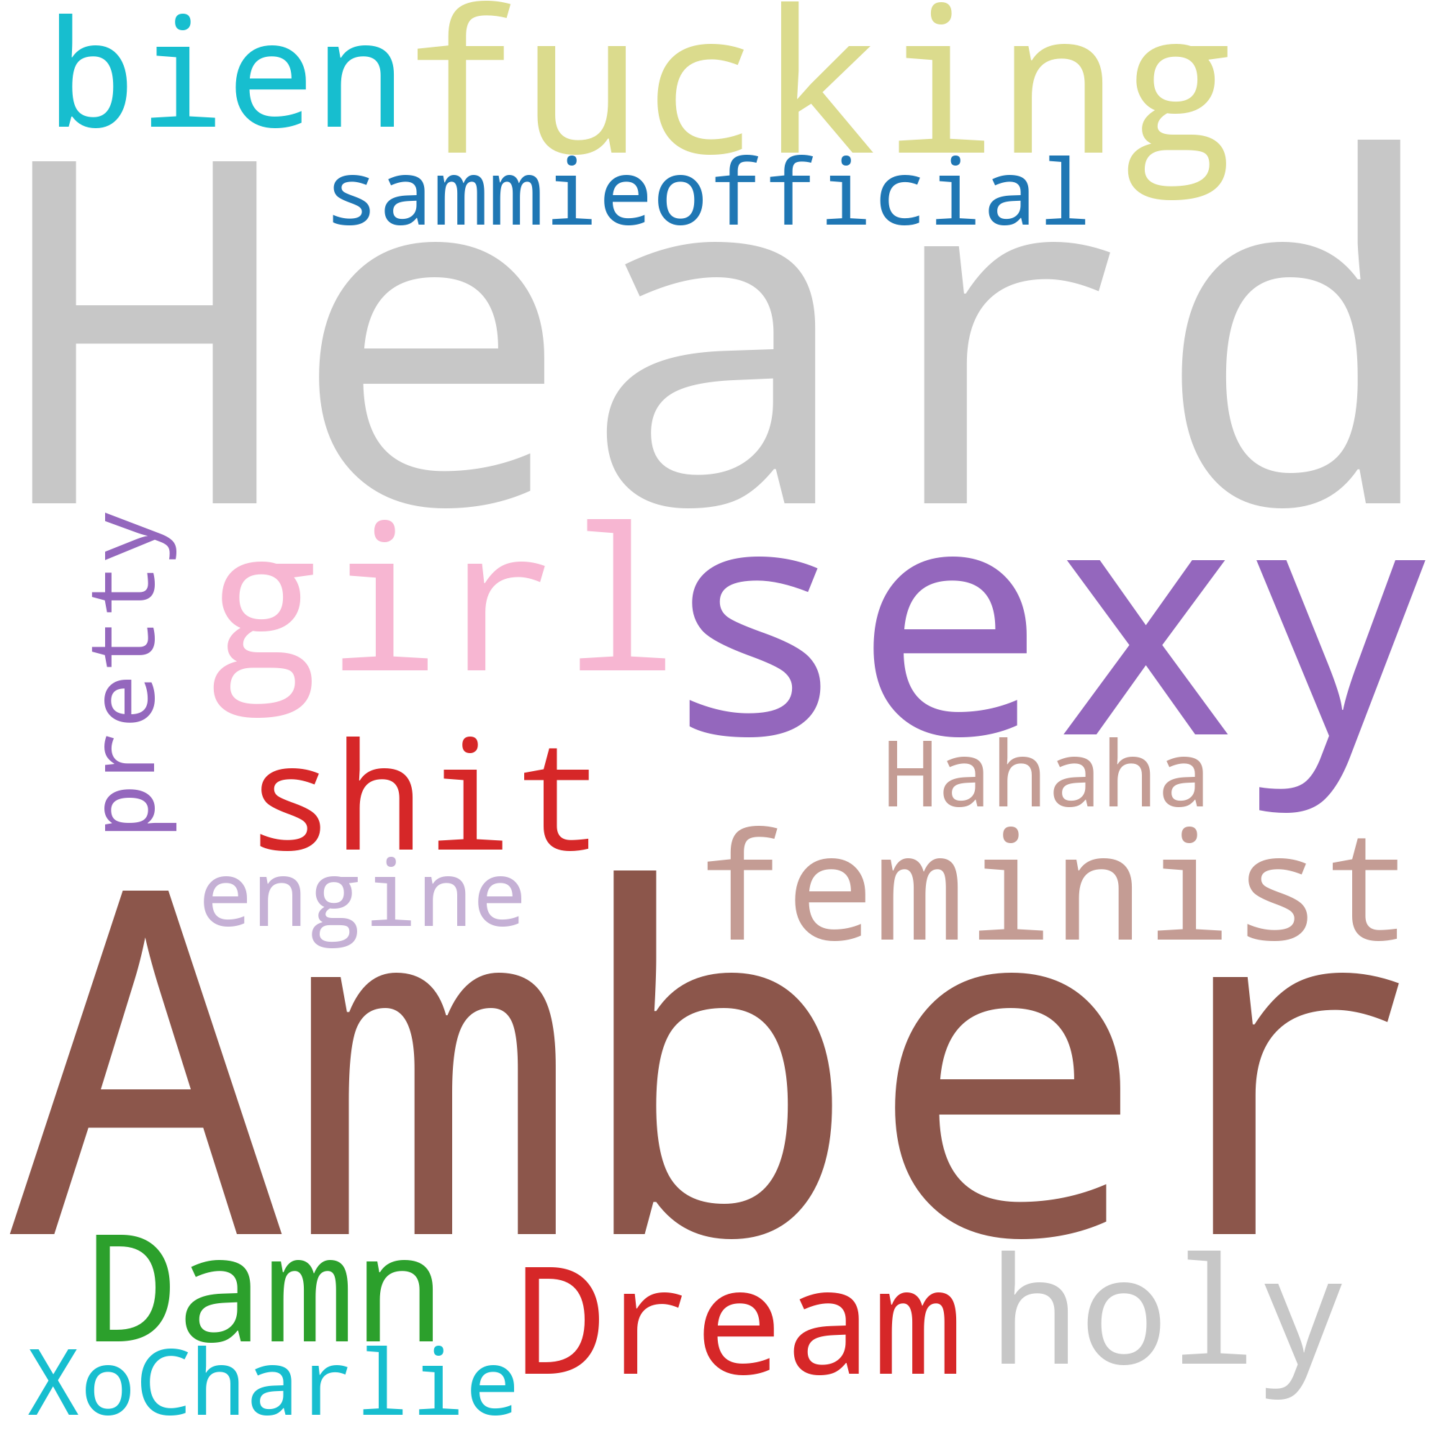 bien fucking
sammieofficial
Heard
pretty
girl sexy
shit Hahaha
engine feminist
Amber
Damn Dream holy
XoCharlie